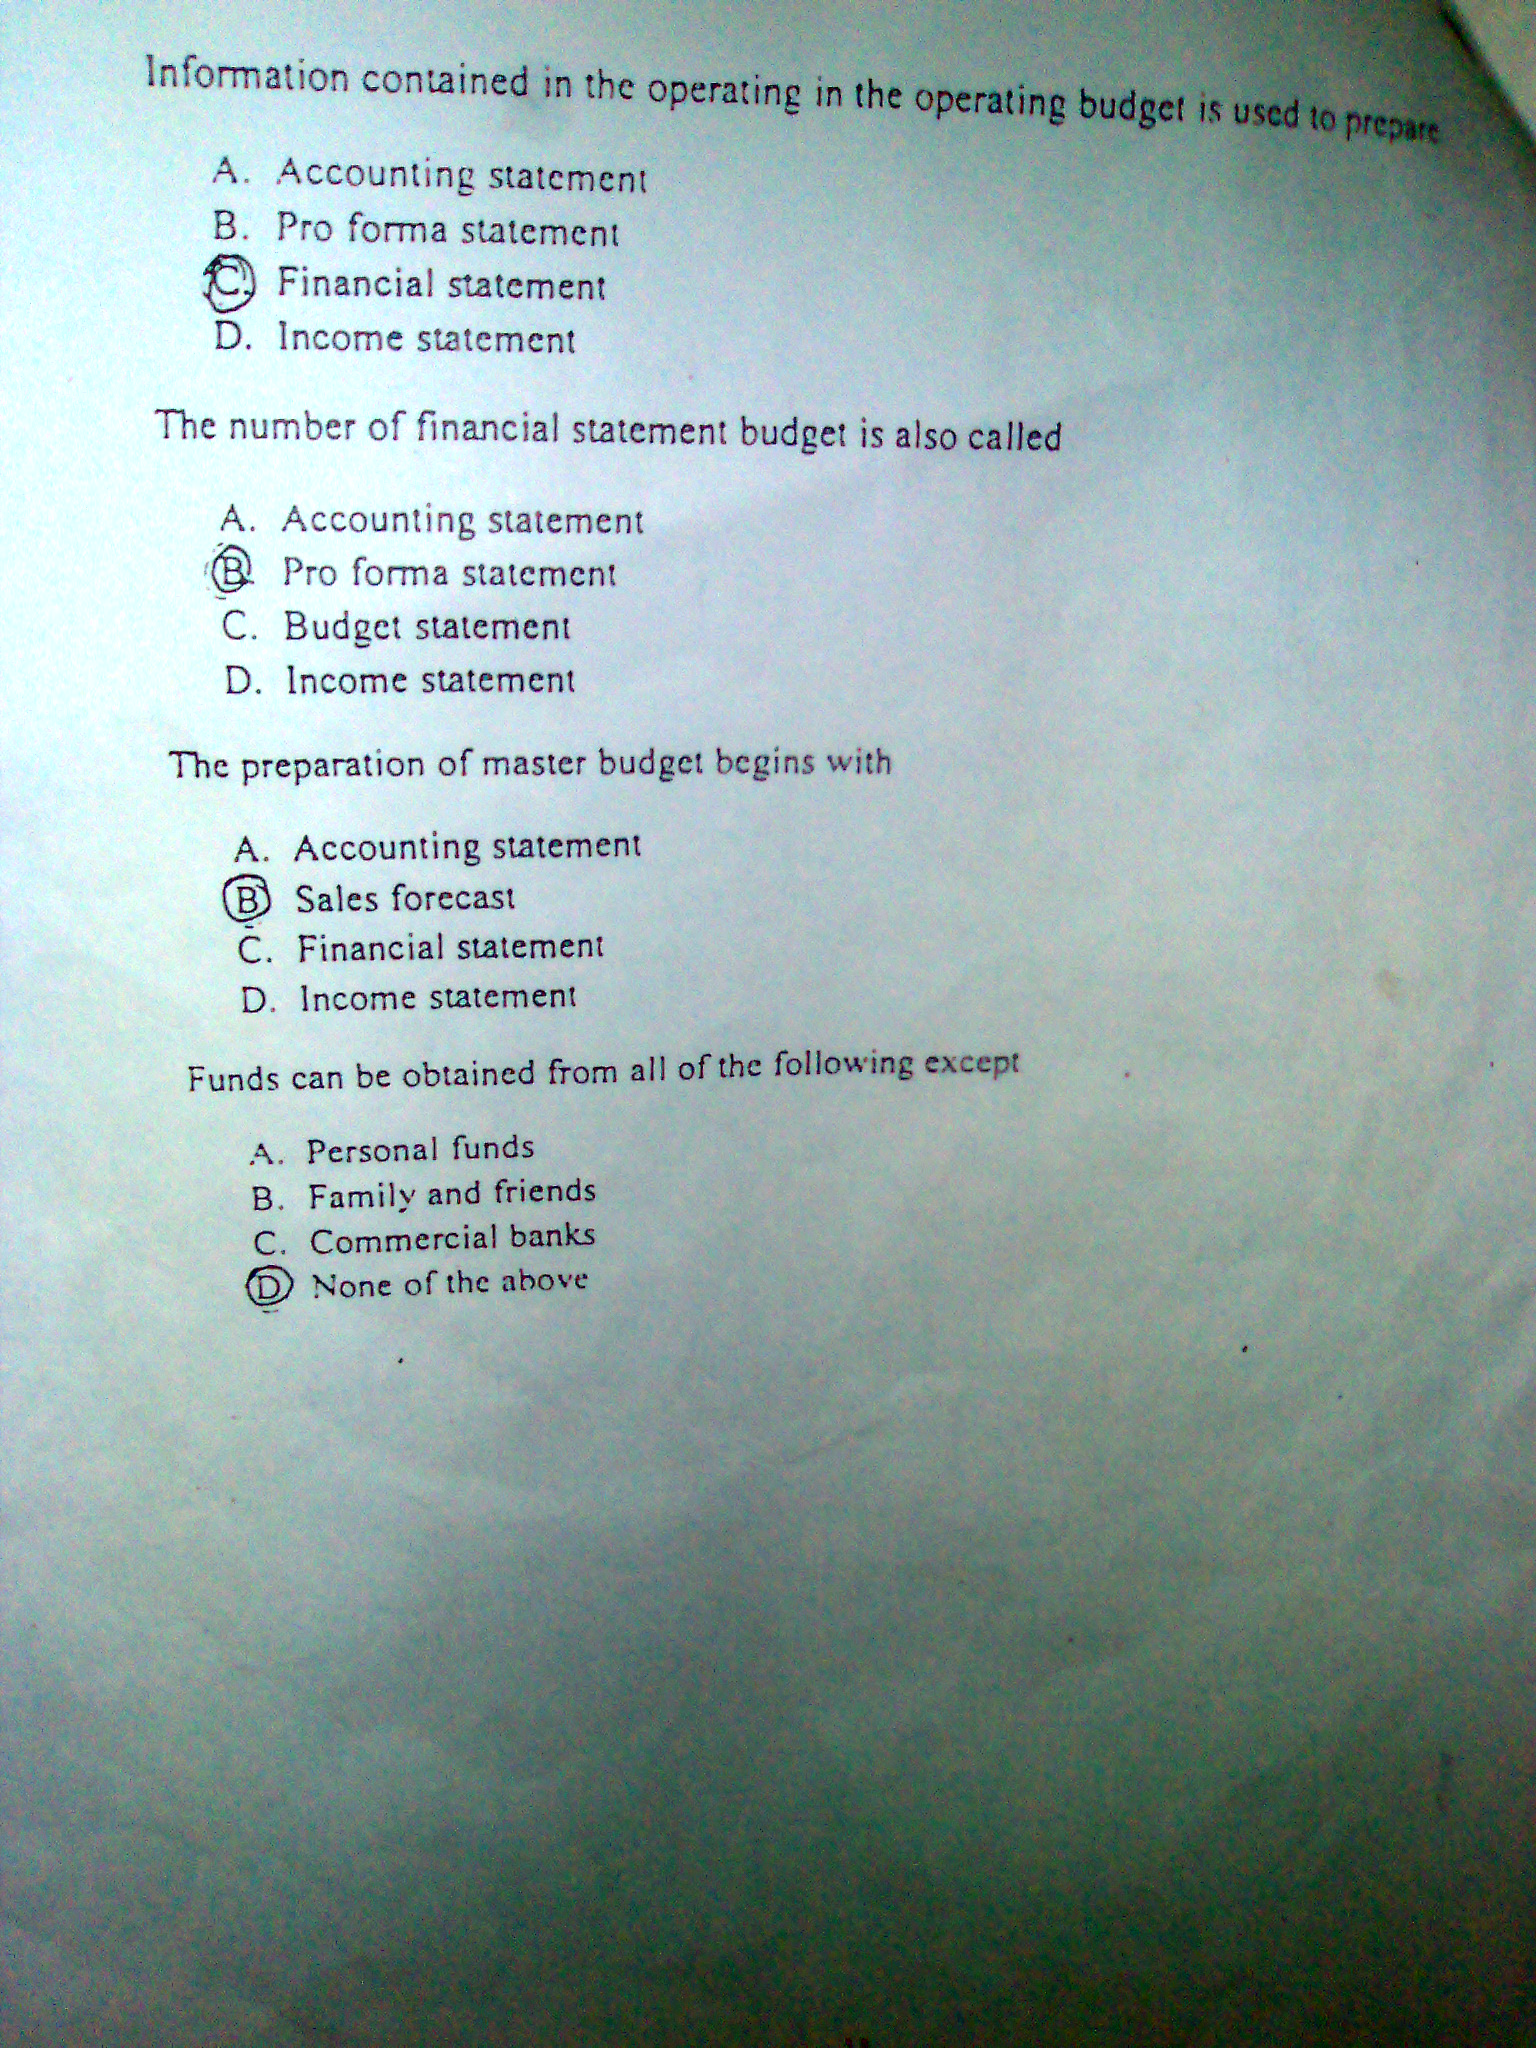 Information contained in the operating in the operating budget is used to prepare
A. Accounting statement
B. Pro forma statement
C. Financial statement
D. Income statement
The number of financial statement budget is also called
A. Accounting statement
B. Pro forma statement
C. Budget statement
D. Income statement
The preparation of master budget begins with
A. Accounting statement
B. Sales forecast
C. Financial statement
D. Income statement
Funds can be obtained from all of the following except
A. Personal funds
B. Family and friends
C. Commercial banks
D None of the above